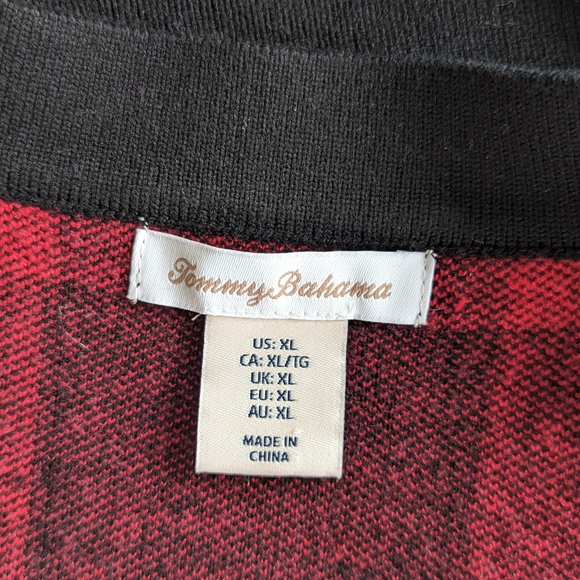 Tommy Bahama
US: XL
CA: XL/TG
UK: XL
EU: XL
AU: XL
MADE IN
CHINA